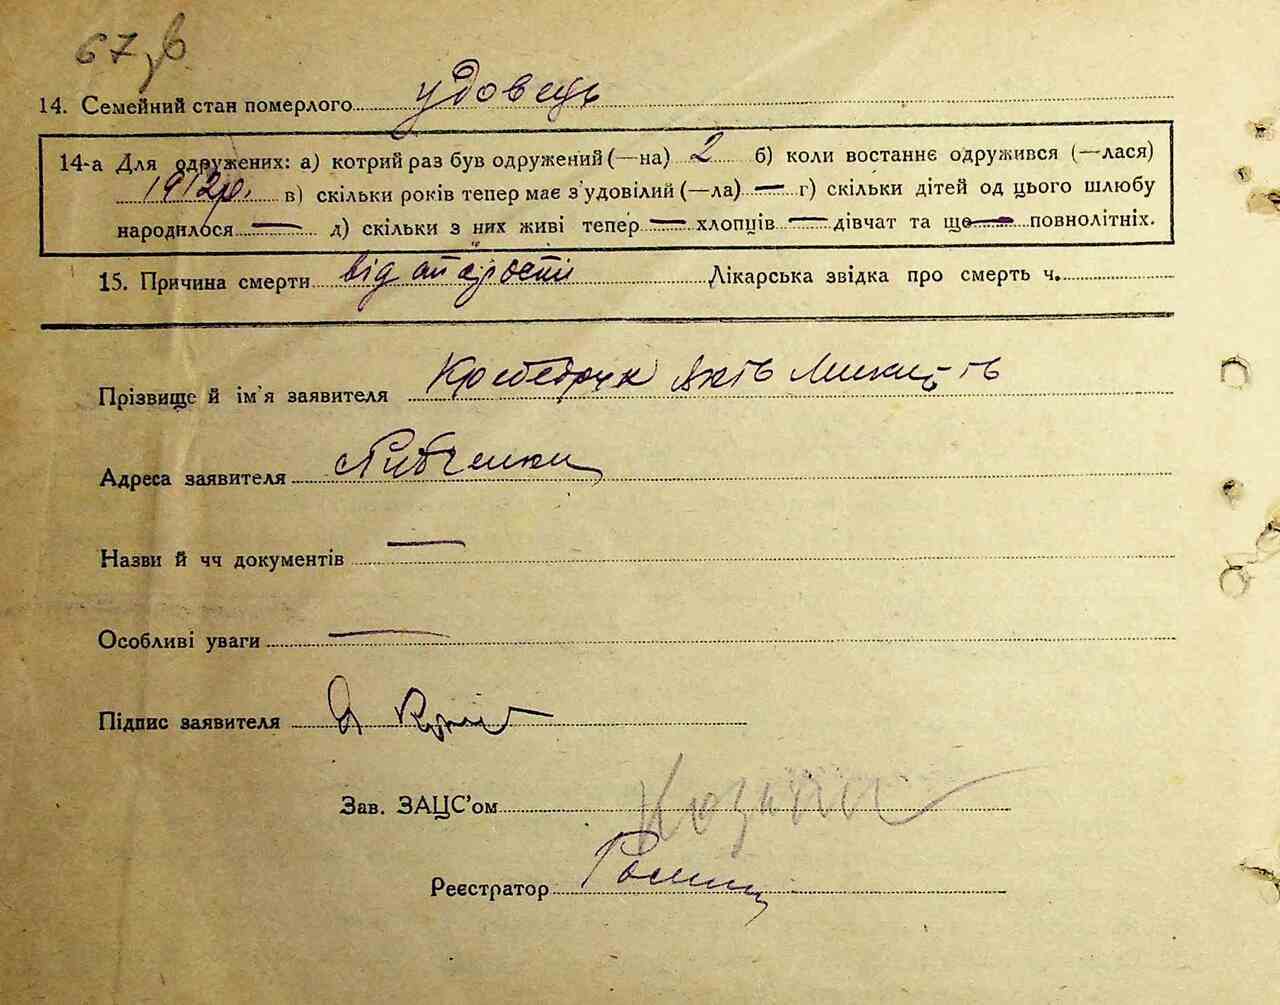 67 зв
14. Семейний стан померлого удовець
14-а Для одружених: а) котрий раз був одружений (—на) 2 б) коли востаннє одружився (—лася)
1912р. в) скільки років тепер має з'удовілий (—ла) — г) скільки дітей од цього шлюбу
народилося — д) скільки з них живі тепер — хлопців — дівчат та що — повнолітніх.
15. Причина смерти від старости Лікарська звідка про смерть ч.
Прізвище й ім'я заявителя Яків
Адреса заявителя
Назви й чч документів —
Особливі уваги —
Підпис заявителя Я
Зав. ЗАЦС'ом
Реєстратор